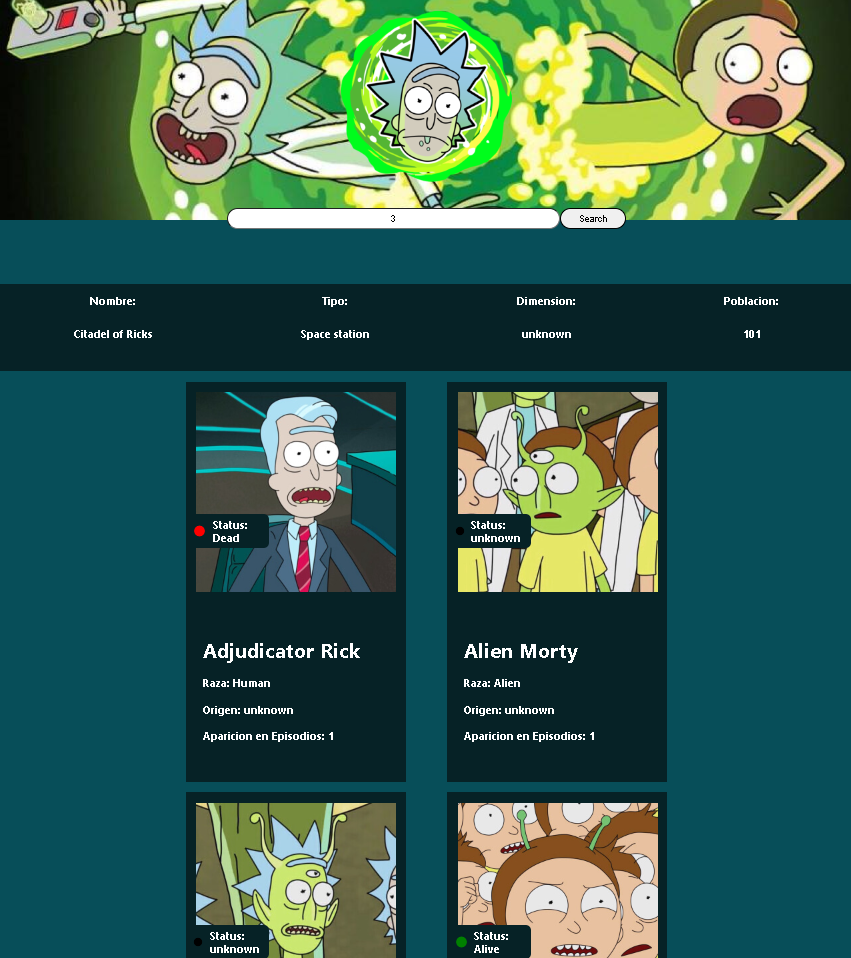 3
Search
Nombre: Tipo: Dimension: Poblacion:
Citadel of Ricks Space station unknown 101
Status:
Dead
Adjudicator Rick
Raza: Human
Origen: unknown
Aparicion en Episodios: 1
Status:
unknown
Alien Morty
Raza: Alien
Origen: unknown
Aparicion en Episodios: 1
Status:
unknown
Status:
Alive